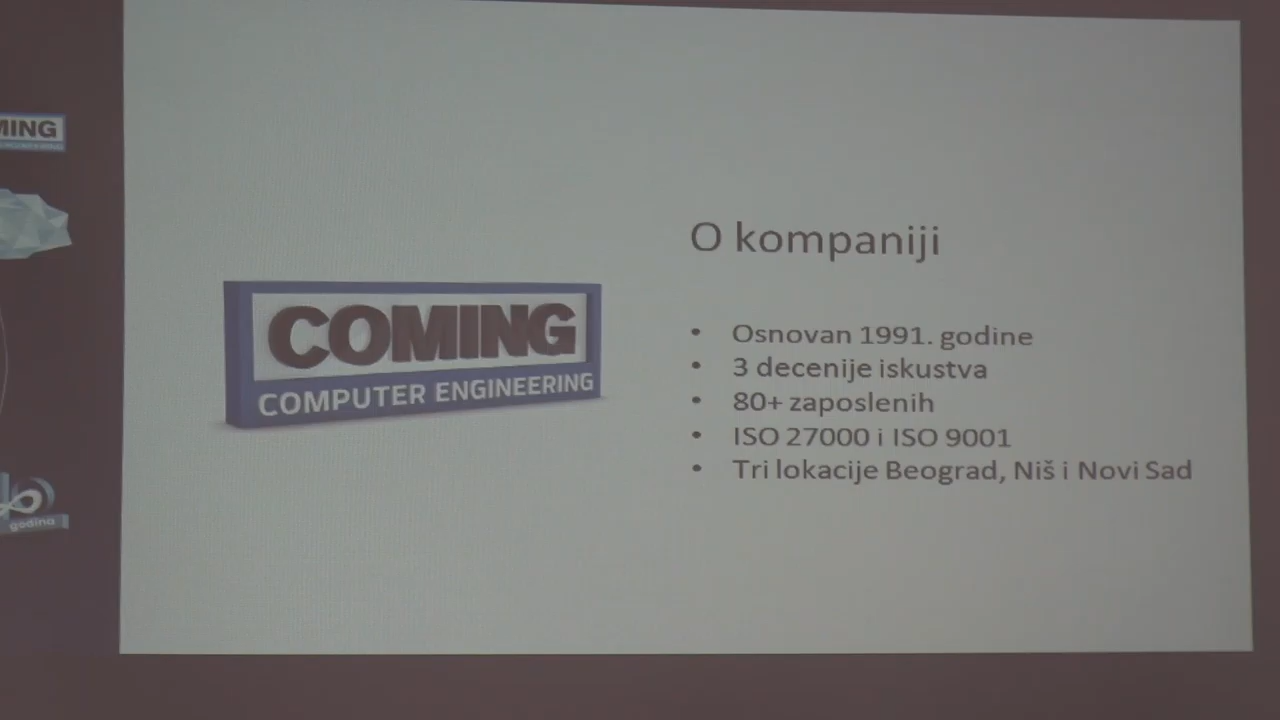 MING
godina
COMING
COMPUTER ENGINEERING
O kompaniji
• Osnovan 1991. godine
• 3 decenije iskustva
• 80+ zaposlenih
• ISO 27000 i ISO 9001
• Tri lokacije Beograd, Niš i Novi Sad